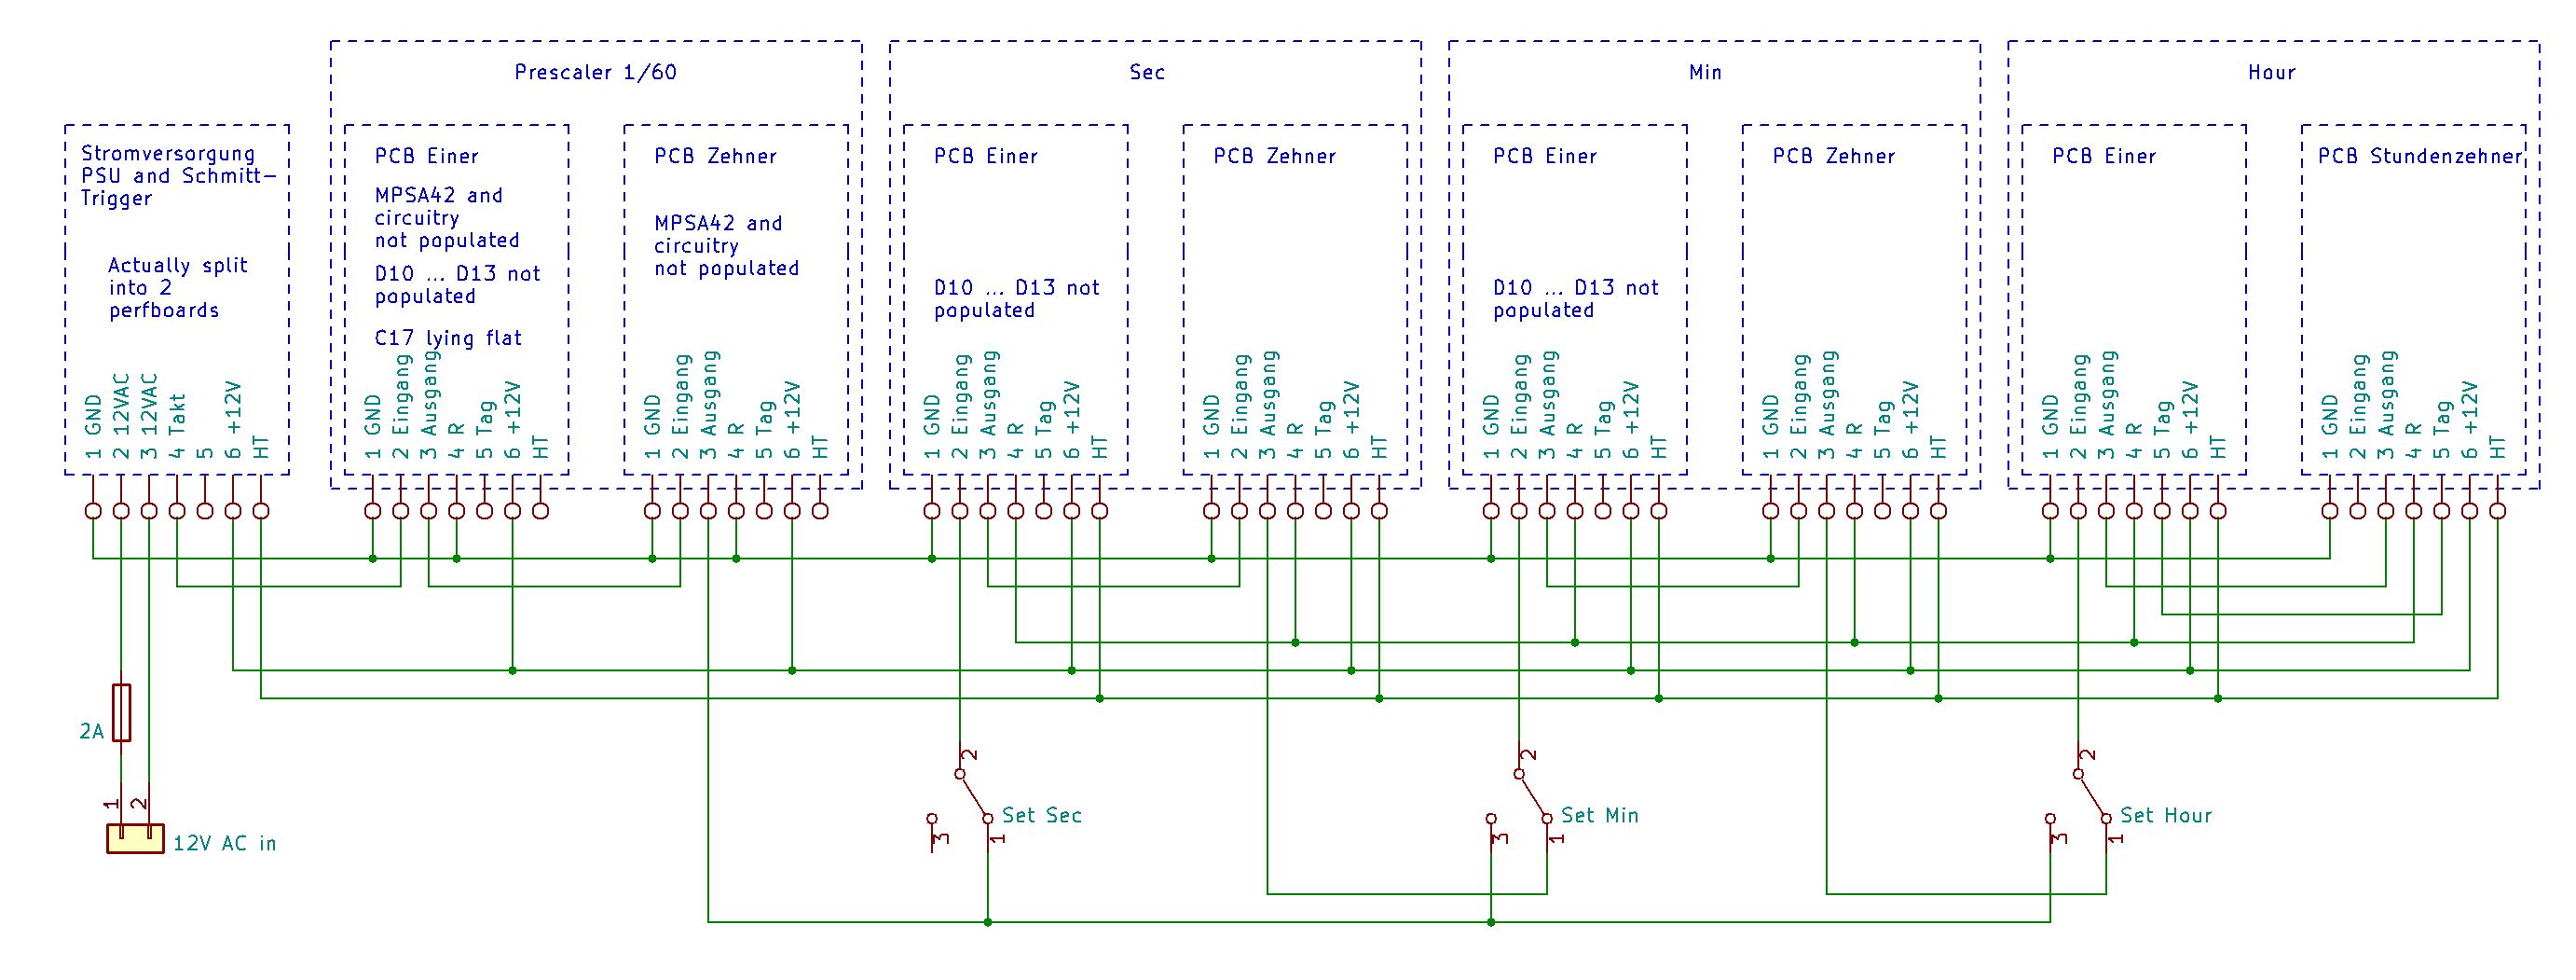 Prescaler 1/60
Sec
Min
Hour
Stromversorgung
PSU and Schmitt-
Trigger
Actually split
into 2
perfboards
1 GND
2 12VAC
3 12VAC
4 Takt
5
6 +12V
HT
PCB Einer
MPSA42 and
circuitry
not populated
D10 ... D13 not
populated
C17 lying flat
1 GND
2 Eingang
3 Ausgang
4 R
5 Tag
6 +12V
HT
PCB Zehner
MPSA42 and
circuitry
not populated
1 GND
2 Eingang
3 Ausgang
4 R
5 Tag
6 +12V
HT
PCB Einer
D10 ... D13 not
populated
1 GND
2 Eingang
3 Ausgang
4 R
5 Tag
6 +12V
HT
PCB Zehner
1 GND
2 Eingang
3 Ausgang
4 R
5 Tag
6 +12V
HT
PCB Einer
D10 ... D13 not
populated
1 GND
2 Eingang
3 Ausgang
4 R
5 Tag
6 +12V
HT
PCB Zehner
1 GND
2 Eingang
3 Ausgang
4 R
5 Tag
6 +12V
HT
PCB Einer
1 GND
2 Eingang
3 Ausgang
4 R
5 Tag
6 +12V
HT
PCB Stundenzehner
1 GND
2 Eingang
3 Ausgang
4 R
5 Tag
6 +12V
HT
2A
1
2
12V AC in
2
Set Sec
3
1
2
Set Min
3
1
2
Set Hour
3
1